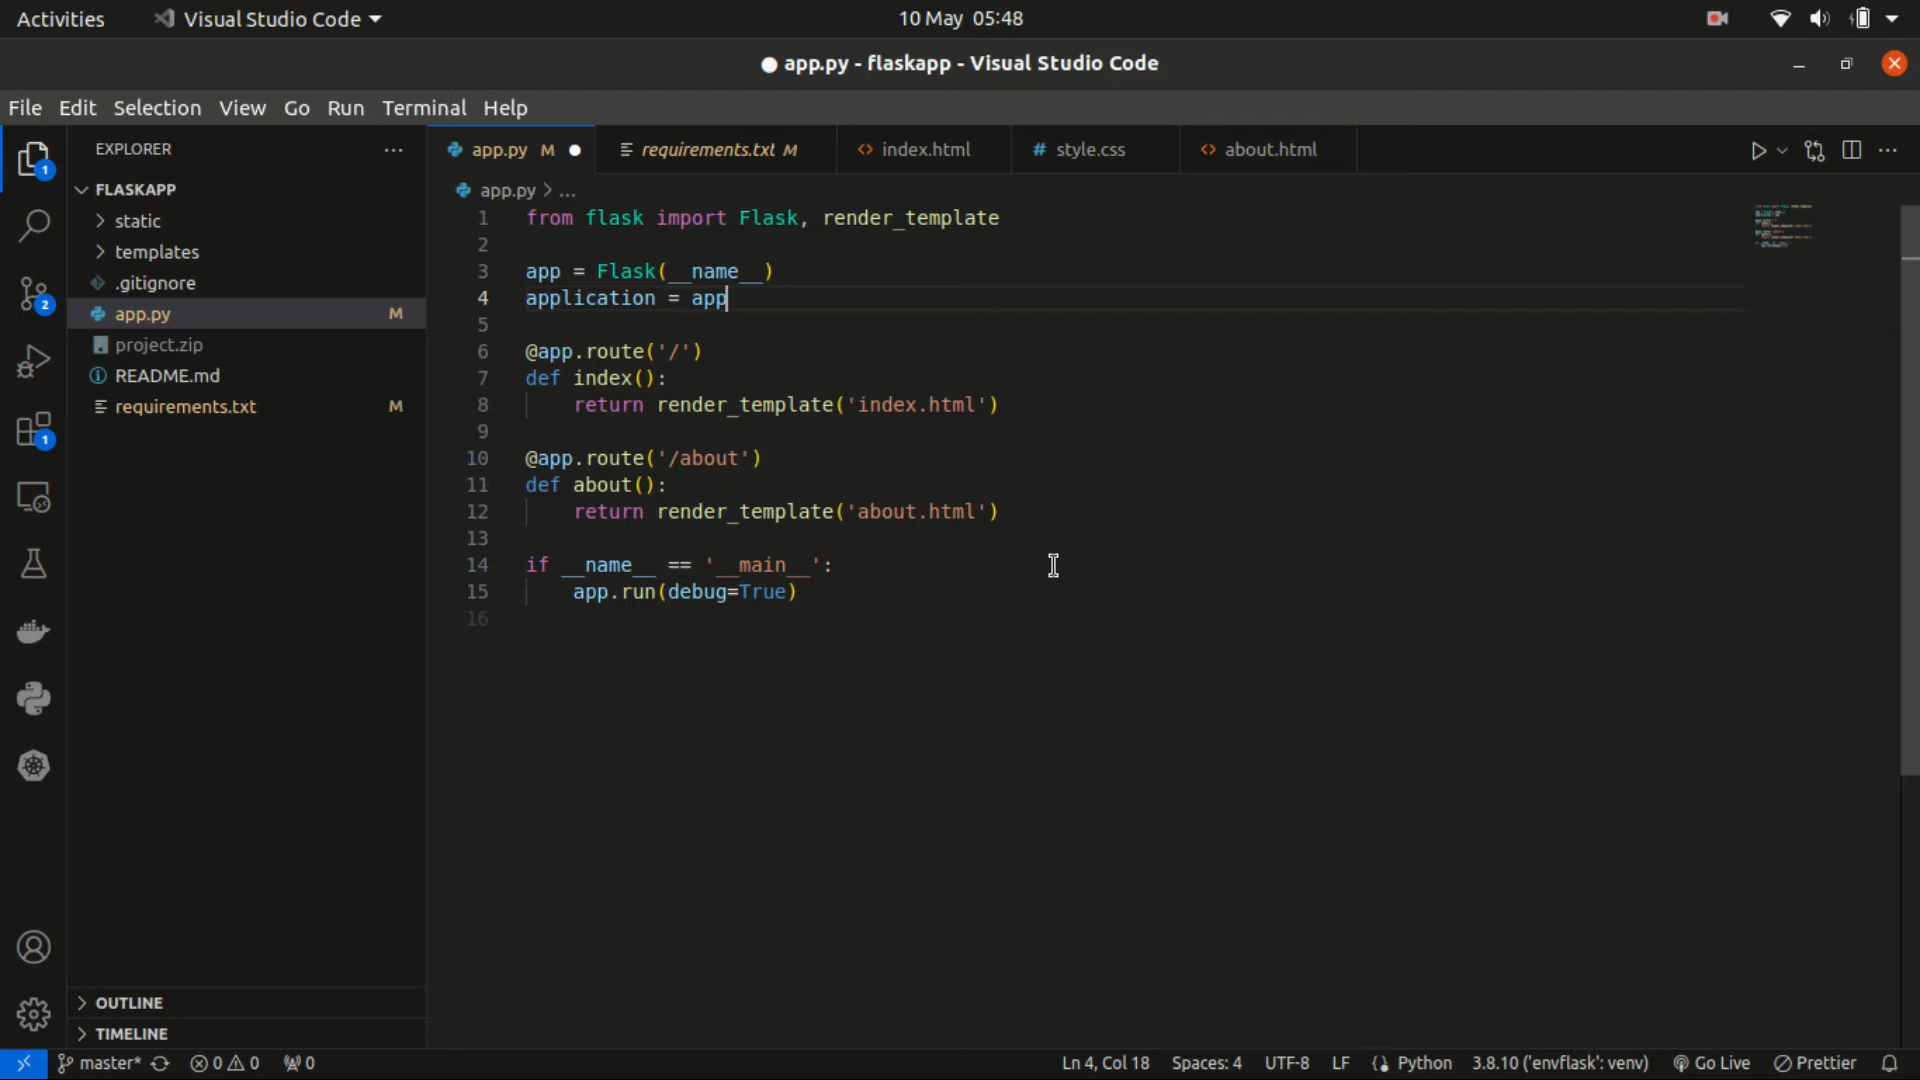 Activities Visual Studio Code 10 May 05:48
app.py - flaskapp - Visual Studio Code
File Edit Selection View Go Run Terminal Help
EXPLORER ...
app.py M requirements.txt M index.html # style.css about.html ...
1
FLASKAPP
app.py > ...
static
templates
.gitignore
app.py M
project.zip
README.md
requirements.txt M
2
1
1 from flask import Flask, render_template
2
3 app = Flask(__name__)
4 application = app
5
6 @app.route('/')
7 def index():
8 return render_template('index.html')
9
10 @app.route('/about')
11 def about():
12 return render_template('about.html')
13
14 if __name__ == '__main__':
15 app.run(debug=True)
16
OUTLINE
TIMELINE
master* 0 0 0 Ln 4, Col 18 Spaces: 4 UTF-8 LF Python 3.8.10 ('envflask': venv) Go Live Prettier